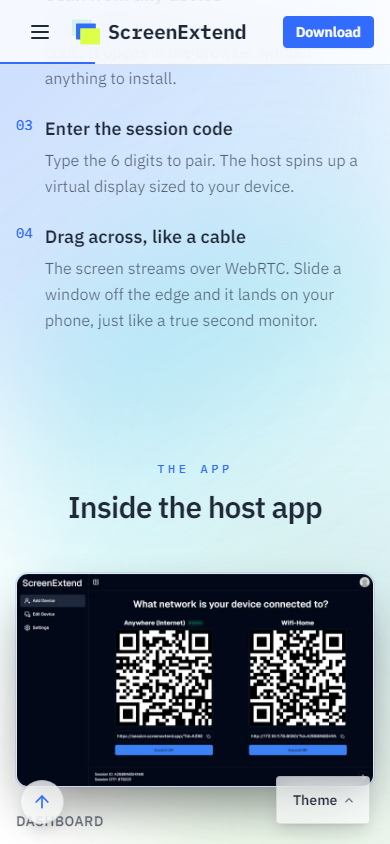 ScreenExtend
Download
anything to install.
03 Enter the session code
Type the 6 digits to pair. The host spins up a
virtual display sized to your device.
04 Drag across, like a cable
The screen streams over WebRTC. Slide a
window off the edge and it lands on your
phone, just like a true second monitor.
THE APP
Inside the host app
ScreenExtend
Add Device
Edit Device
Settings
What network is your device connected to?
Anywhere (Internet)
Wifi-Home
Theme
DASHBOARD